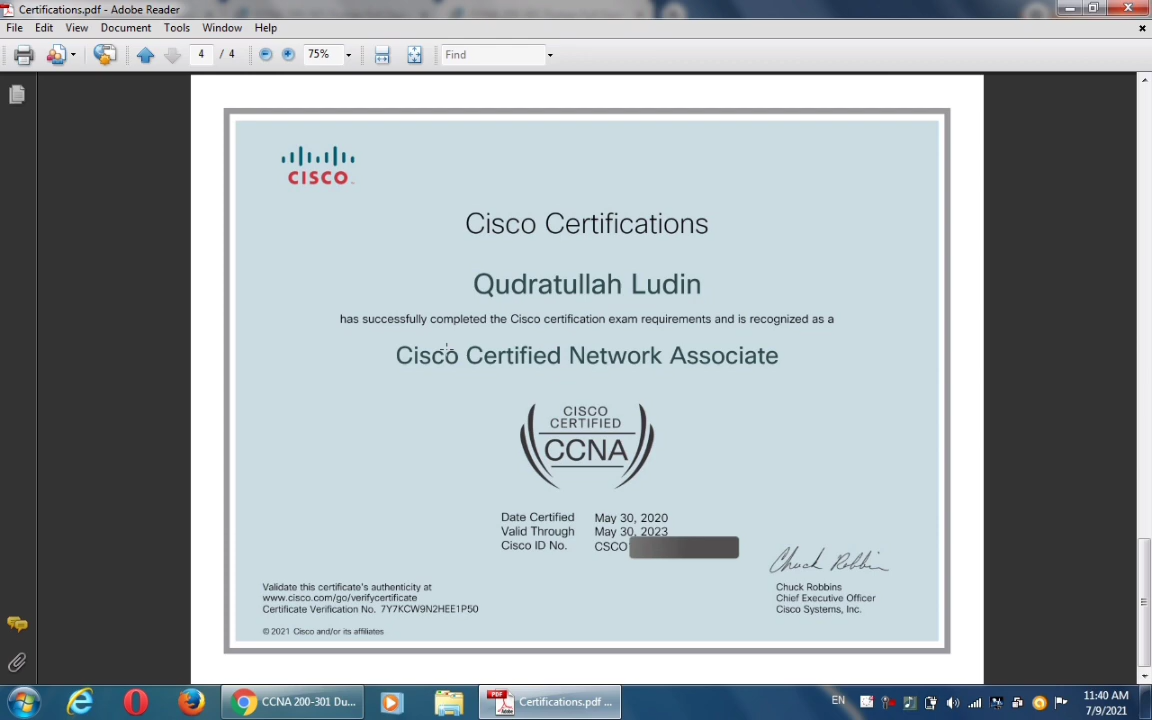 Certifications.pdf - Adobe Reader
File Edit View Document Tools Window Help
4 / 4 75% Find
CISCO
Cisco Certifications
Qudratullah Ludin
has successfully completed the Cisco certification exam requirements and is recognized as a
Cisco Certified Network Associate
CISCO
CERTIFIED
CCNA
Date Certified May 30, 2020
Valid Through May 30, 2023
Cisco ID No. CSCO
Chuck Robbins
Validate this certificate's authenticity at
www.cisco.com/go/verifycertificate
Certificate Verification No. 7Y7KCW9N2HEE1P50
Chuck Robbins
Chief Executive Officer
Cisco Systems, Inc.
© 2021 Cisco and/or its affiliates
CCNA 200-301 Du...
PDF
Certifications.pdf ...
EN
11:40 AM
7/9/2021